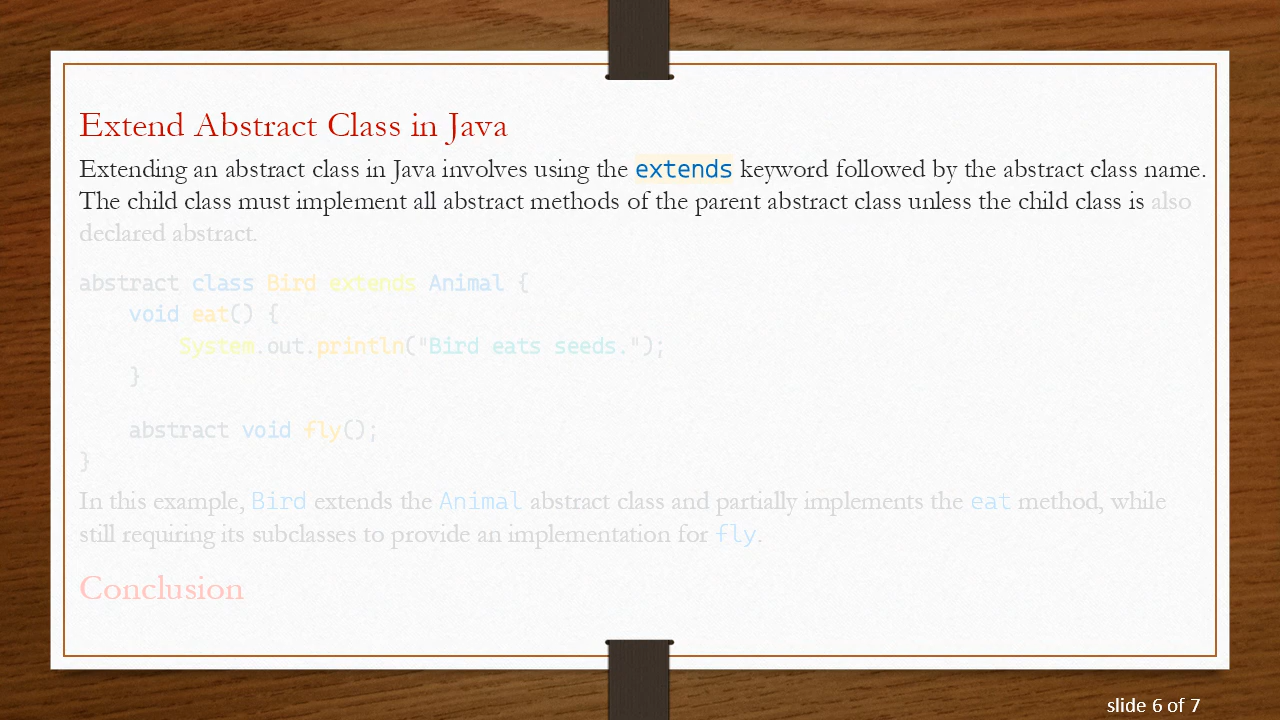 Extend Abstract Class in Java
Extending an abstract class in Java involves using the extends keyword followed by the abstract class name.
The child class must implement all abstract methods of the parent abstract class unless the child class is also
declared abstract.
abstract class Bird extends Animal {
    void eat() {
        System.out.println("Bird eats seeds.");
    }
    abstract void fly();
}
In this example, Bird extends the Animal abstract class and partially implements the eat method, while
still requiring its subclasses to provide an implementation for fly.
Conclusion
slide 6 of 7